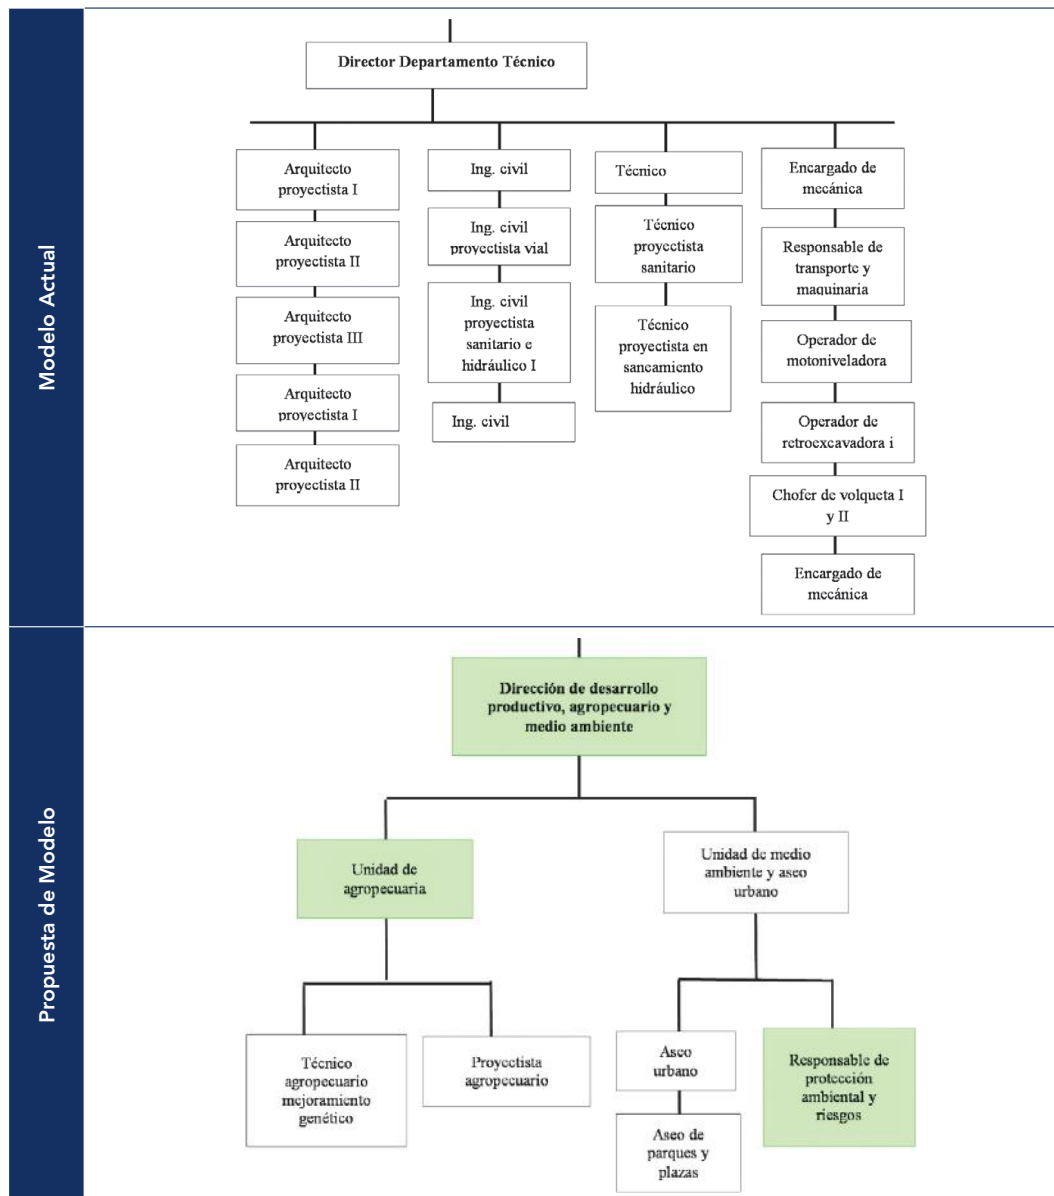 Modelo Actual
Director Departamento Técnico
Arquitecto
proyectista I
Arquitecto
proyectista II
Arquitecto
proyectista III
Arquitecto
proyectista I
Arquitecto
proyectista II
Ing. civil
Ing. civil
proyectista vial
Ing. civil
proyectista
sanitario e
hidráulico I
Ing. civil
Técnico
Técnico
proyectista
sanitario
Técnico
proyectista en
saneamiento
hidráulico
Encargado de
mecánica
Responsable de
transporte y
maquinaria
Operador de
motoniveladora
Operador de
retroexcavadora i
Chofer de volqueta I
y II
Encargado de
mecánica
Propuesta de Modelo
Dirección de desarrollo
productivo, agropecuario y
medio ambiente
Unidad de
agropecuaria
Unidad de medio
ambiente y aseo
urbano
Técnico
agropecuario
mejoramiento
genético
Proyectista
agropecuario
Aseo
urbano
Aseo de
parques y
plazas
Responsable de
protección
ambiental y
riesgos